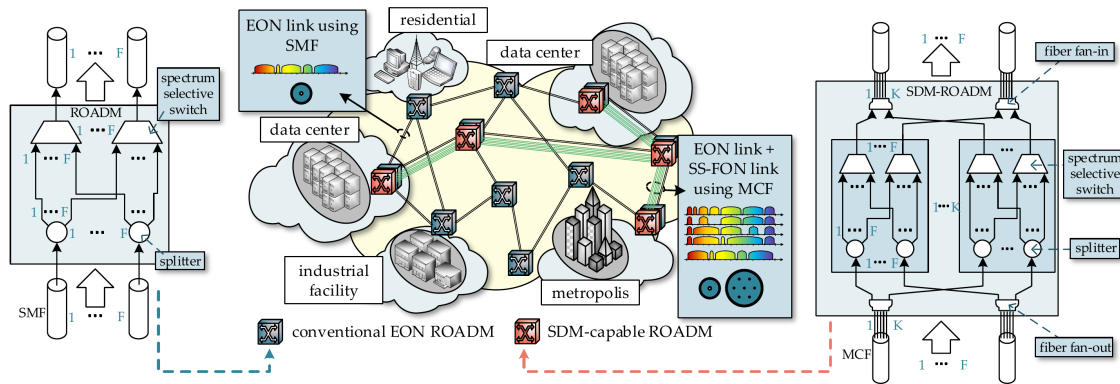 1 ••• F
ROADM
spectrum
selective
switch
1 ••• F
1 ••• F
•••
•••
1 ••• F
splitter
SMF
1 ••• F
EON link using
SMF
residential
data center
data center
industrial
facility
metropolis
EON link +
SS-FON link
using MCF
conventional EON ROADM
SDM-capable ROADM
1 ••• F
fiber fan-in
1 K
•••
SDM-ROADM
•••
•••
•••
•••
spectrum
selective
switch
1 F
1···K
•••
splitter
1 ••• F
•••
1 K
•••
fiber fan-out
MCF
1 ••• F